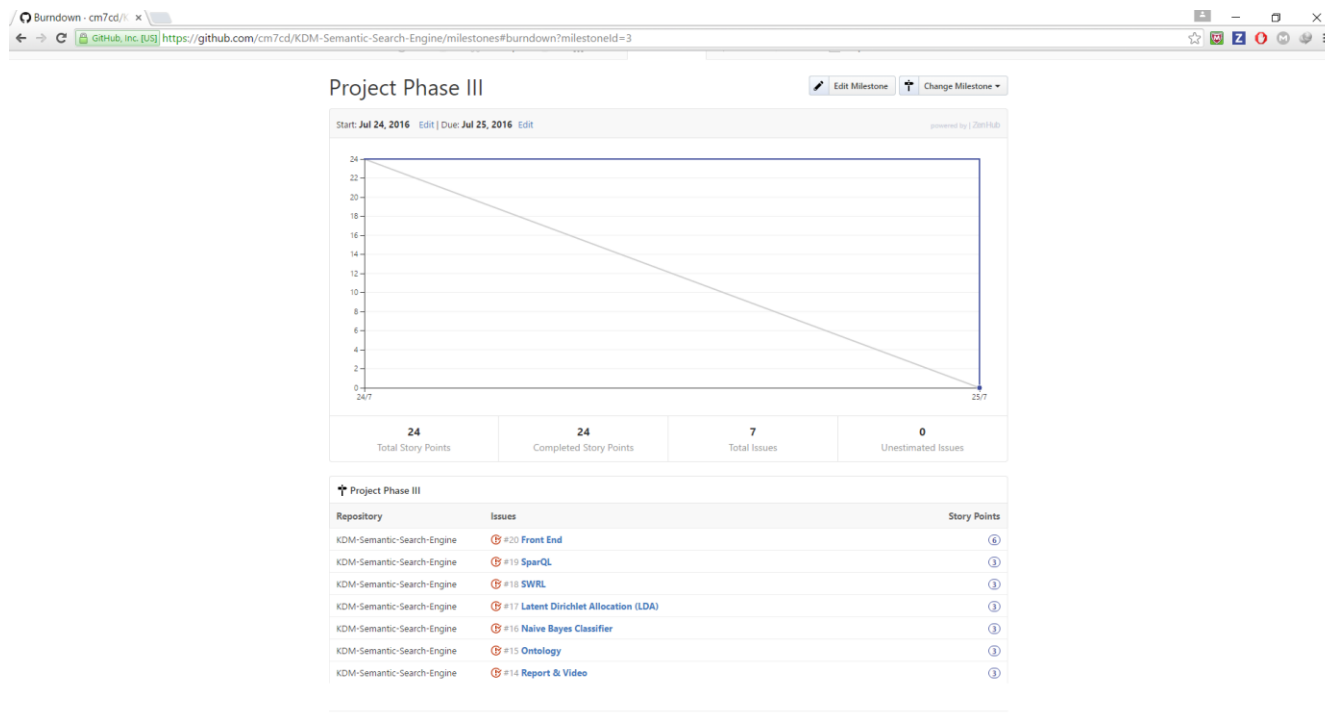 Burndown - cm7cd/K
GitHub, Inc. [US] https://github.com/cm7cd/KDM-Semantic-Search-Engine/milestones#burndown?milestoneId=3
Project Phase III
Edit Milestone Change Milestone
Start: Jul 24, 2016 Edit | Due: Jul 25, 2016 Edit
powered by | ZenHub
24
22
20
18
16
14
12
10
8
6
4
2
0
24/7 25/7
24 24 7 0
Total Story Points Completed Story Points Total Issues Unestimated Issues
Project Phase III
Repository Issues Story Points
KDM-Semantic-Search-Engine #20 Front End 6
KDM-Semantic-Search-Engine #19 SparQL 3
KDM-Semantic-Search-Engine #18 SWRL 3
KDM-Semantic-Search-Engine #17 Latent Dirichlet Allocation (LDA) 3
KDM-Semantic-Search-Engine #16 Naive Bayes Classifier 3
KDM-Semantic-Search-Engine #15 Ontology 3
KDM-Semantic-Search-Engine #14 Report & Video 3